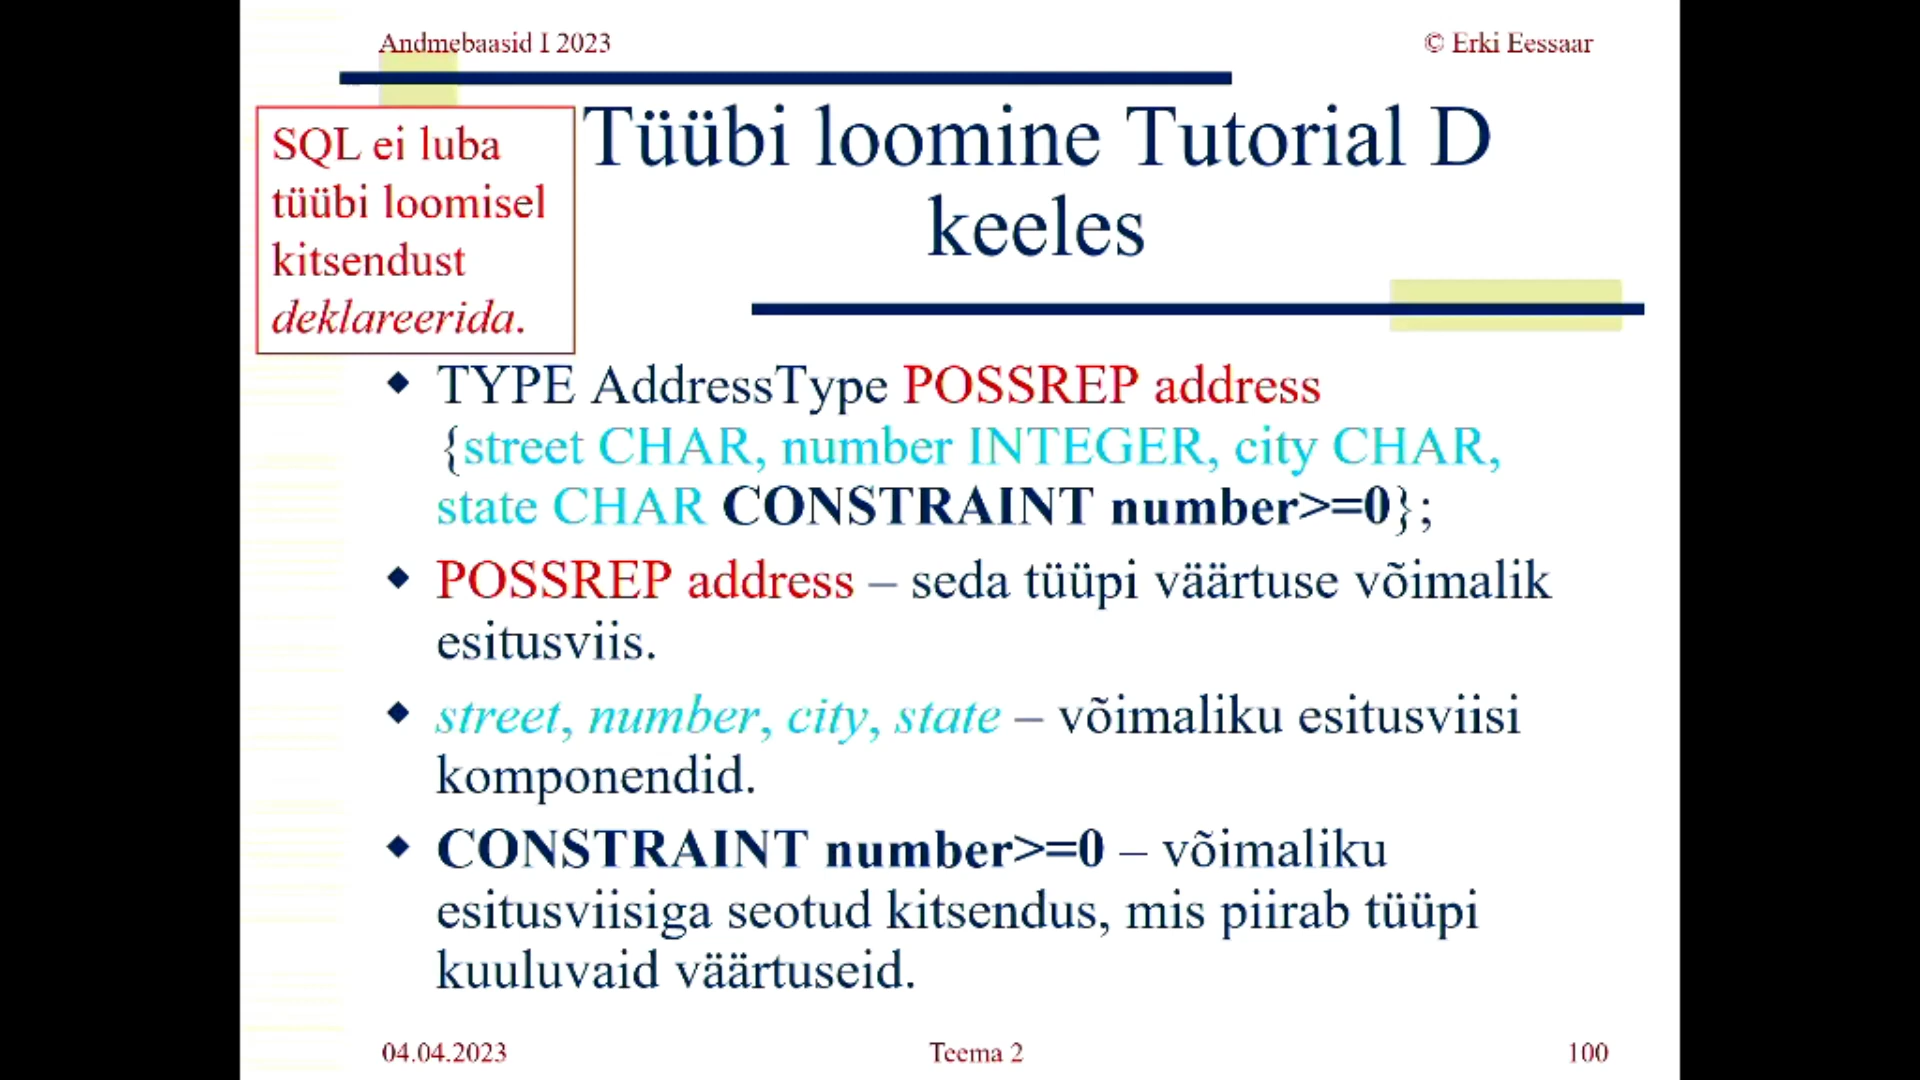 Andmebaasid I 2023
© Erki Eessaar
SQL ei luba
tüübi loomisel
kitsendust
deklareerida.
Tüübi loomine Tutorial D
keeles
TYPE AddressType POSSREP address
{street CHAR, number INTEGER, city CHAR,
state CHAR CONSTRAINT number>=0};
POSSREP address – seda tüüpi väärtuse võimalik
esitusviis.
street, number, city, state – võimaliku esitusviisi
komponendid.
CONSTRAINT number>=0 – võimaliku
esitusviisiga seotud kitsendus, mis piirab tüüpi
kuuluvaid väärtuseid.
04.04.2023
Teema 2
100